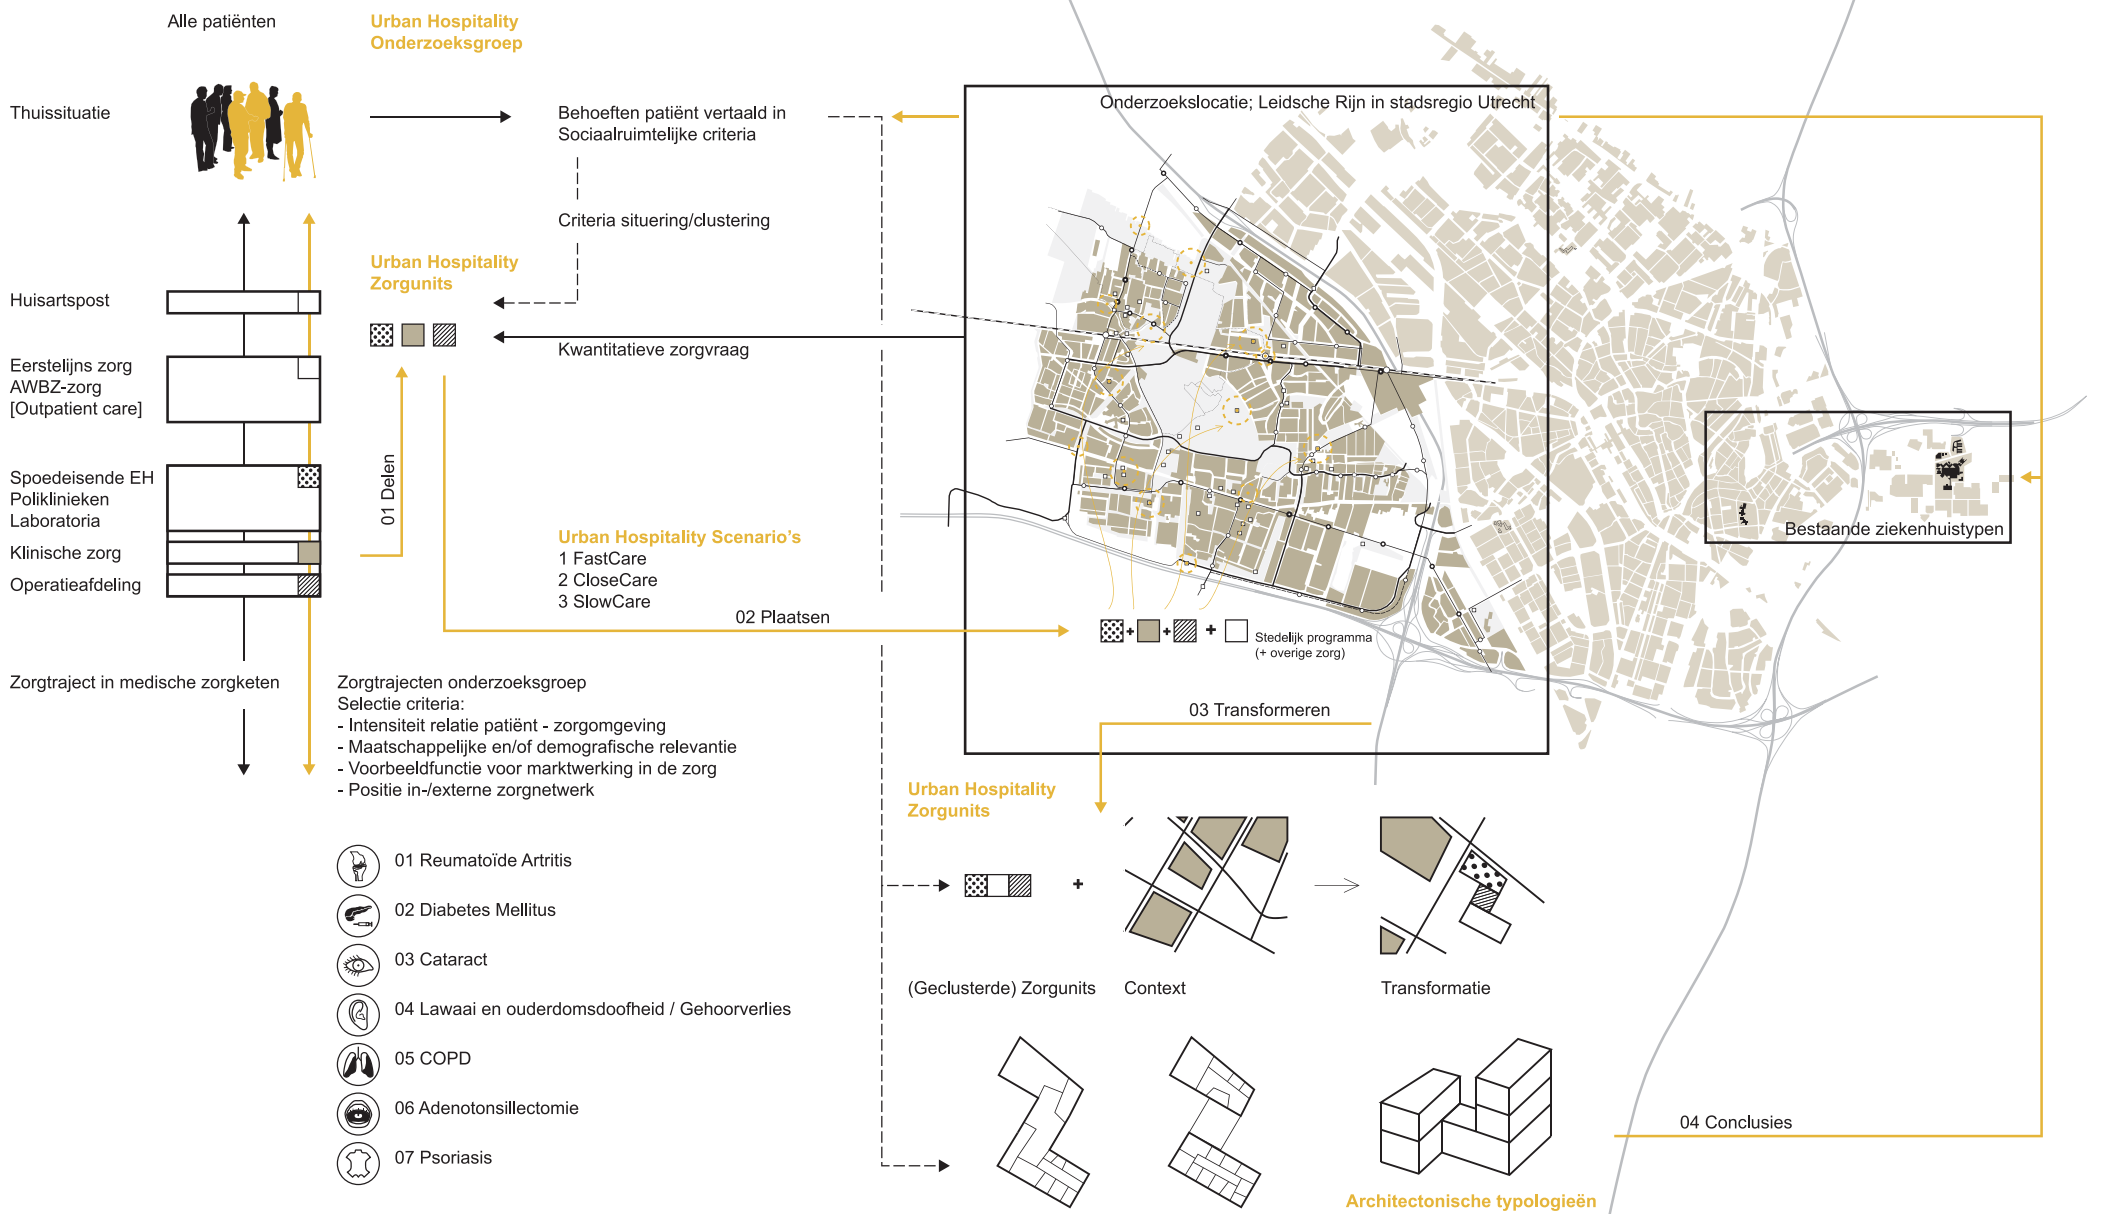 Alle patiënten
Urban Hospitality
Onderzoeksgroep
Thuissituatie
Behoeften patiënt vertaald in
Sociaalruimtelijke criteria
Onderzoekslocatie; Leidsche Rijn in stadsregio Utrecht
Criteria situering/clustering
Urban Hospitality
Zorgunits
Huisartspost
Kwantitatieve zorgvraag
Eerstelijns zorg
AWBZ-zorg
[Outpatient care]
01 Delen
Spoedeisende EH
Poliklinieken
Laboratoria
Klinische zorg
Operatieafdeling
Urban Hospitality Scenario's
1 FastCare
2 CloseCare
3 SlowCare
02 Plaatsen
Bestaande ziekenhuistypen
+ + +
Stedelijk programma
(+ overige zorg)
Zorgtraject in medische zorgketen
Zorgtrajecten onderzoeksgroep
Selectie criteria:
- Intensiteit relatie patiënt - zorgomgeving
- Maatschappelijke en/of demografische relevantie
- Voorbeeldfunctie voor marktwerking in de zorg
- Positie in-/externe zorgnetwerk
03 Transformeren
Urban Hospitality
Zorgunits
+
01 Reumatoïde Artritis
02 Diabetes Mellitus
03 Cataract
04 Lawaai en ouderdomsdoofheid / Gehoorverlies
05 COPD
06 Adenotonsillectomie
07 Psoriasis
(Geclusterde) Zorgunits
Context
Transformatie
04 Conclusies
Architectonische typologieën